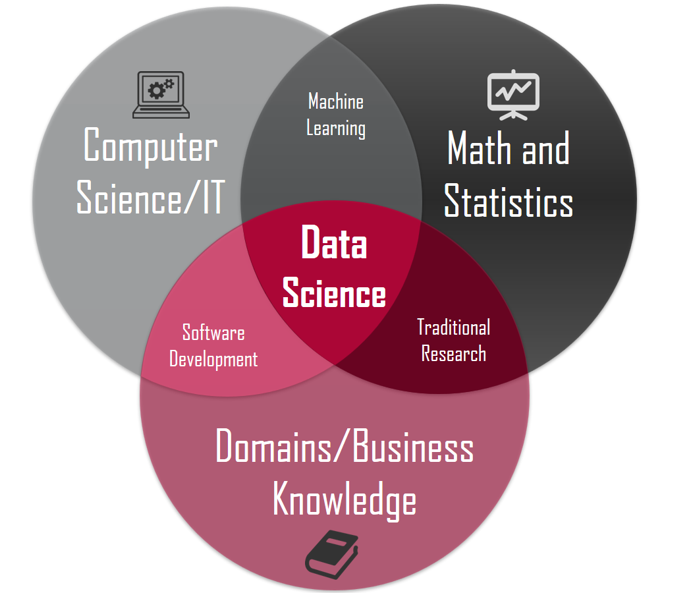 Machine
Learning
Computer
Science/IT
Math and
Statistics
Data
Science
Software
Development
Traditional
Research
Domains/Business
Knowledge